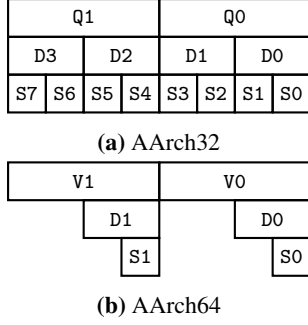 Q1 Q0
D3 D2 D1 D0
S7 S6 S5 S4 S3 S2 S1 S0
(a) AArch32
V1 V0
D1 D0
S1 S0
(b) AArch64